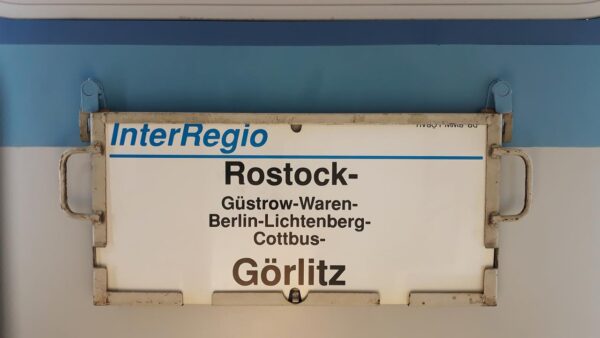 InterRegio
Rostock-
Güstrow-Waren-
Berlin-Lichtenberg-
Cottbus-
Görlitz